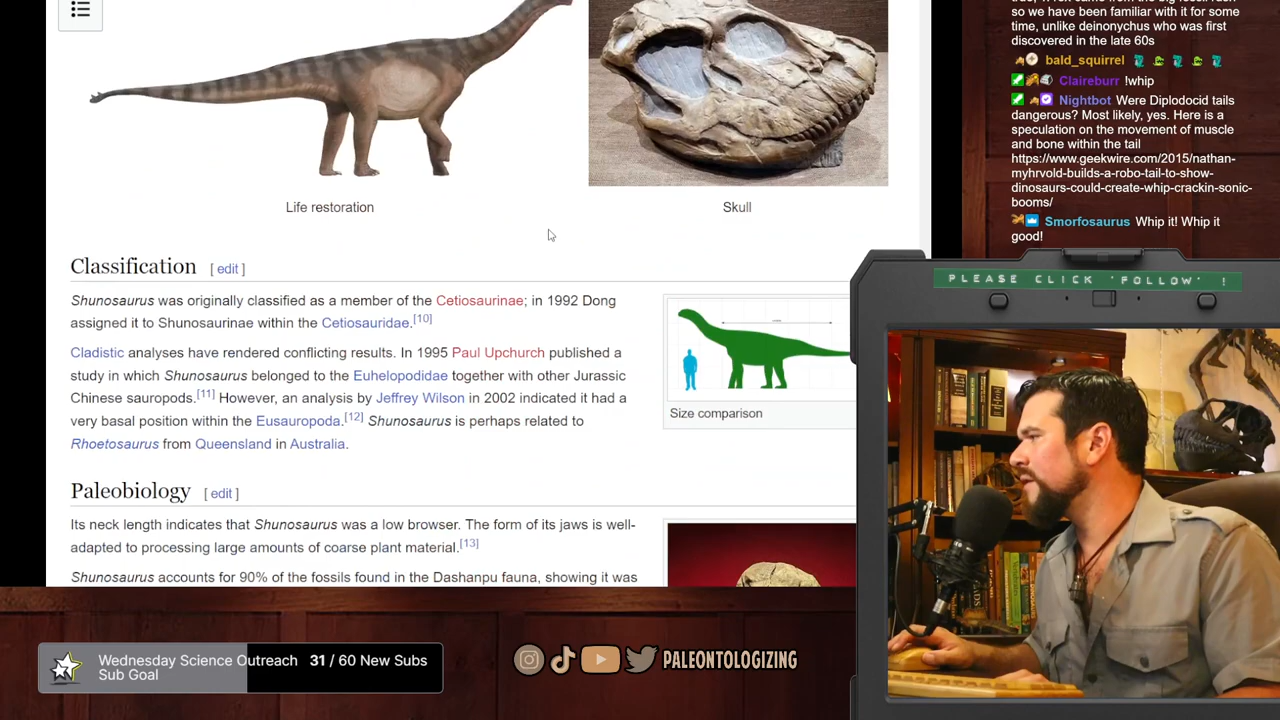 Life restoration
Skull
Classification [ edit ]
Shunosaurus was originally classified as a member of the Cetiosaurinae; in 1992 Dong
assigned it to Shunosaurinae within the Cetiosauridae.[10]
Cladistic analyses have rendered conflicting results. In 1995 Paul Upchurch published a
study in which Shunosaurus belonged to the Euhelopodidae together with other Jurassic
Chinese sauropods.[11] However, an analysis by Jeffrey Wilson in 2002 indicated it had a
very basal position within the Eusauropoda.[12] Shunosaurus is perhaps related to
Rhoetosaurus from Queensland in Australia.
Size comparison
Paleobiology [ edit ]
Its neck length indicates that Shunosaurus was a low browser. The form of its jaws is well-
adapted to processing large amounts of coarse plant material.[13]
Shunosaurus accounts for 90% of the fossils found in the Dashanpu fauna, showing it was
so we have been familiar with it for some
time, unlike deinonychus who was first
discovered in the late 60s
bald_squirrel
Claireburr !whip
Nightbot Were Diplodocid tails
dangerous? Most likely, yes. Here is a
speculation on the movement of muscle
and bone within the tail
https://www.geekwire.com/2015/nathan-
myhrvold-builds-a-robo-tail-to-show-
dinosaurs-could-create-whip-crackin-sonic-
booms/
Smorfosaurus Whip it! Whip it
good!
PLEASE CLICK 'FOLLOW' !
Wednesday Science Outreach 31 / 60 New Subs
Sub Goal
PALEONTOLOGIZING